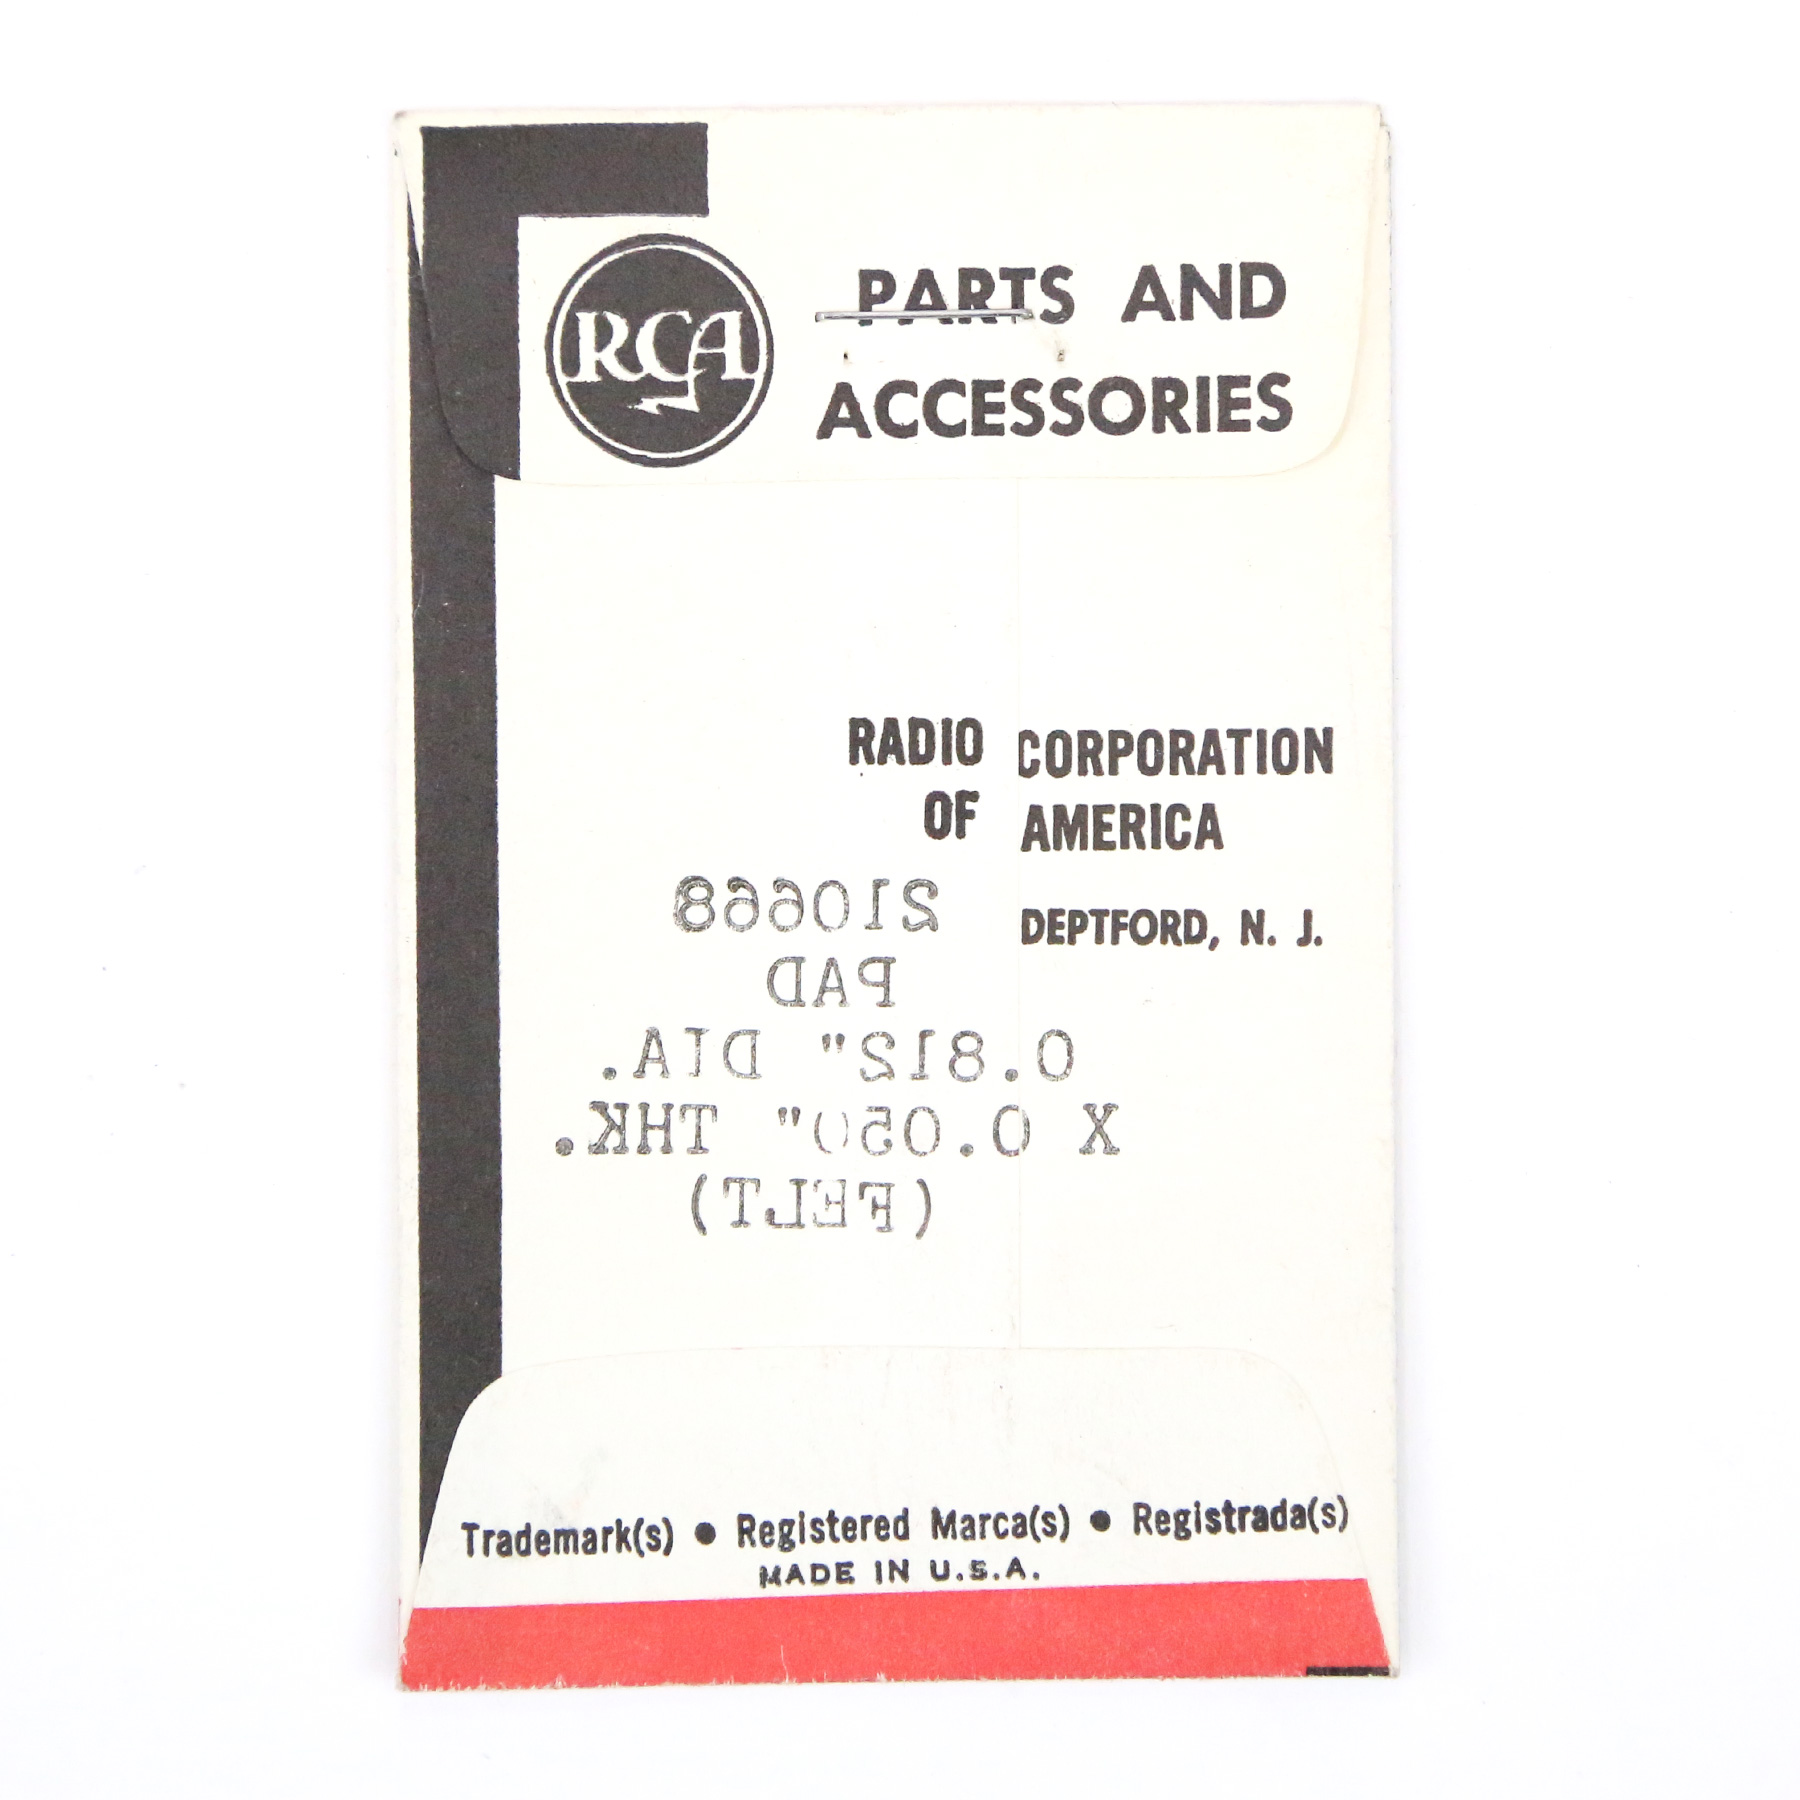 RCA
PARTS AND
ACCESSORIES
RADIO CORPORATION
OF AMERICA
DEPTFORD, N. J.
210668
PAD
0.812" DIA.
X 0.050" THK.
(FELT)
Trademark(s) ● Registered Marca(s) ● Registrada(s)
MADE IN U.S.A.